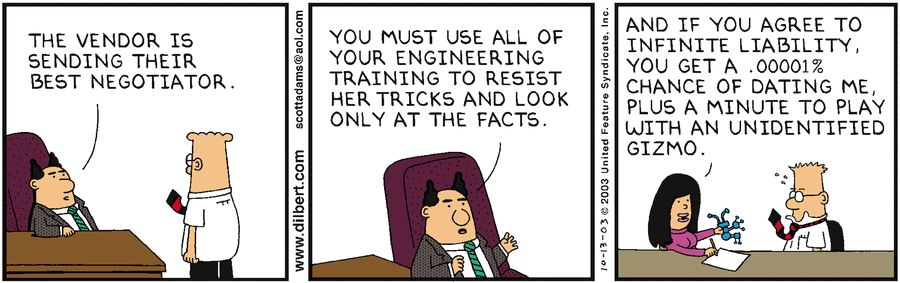 THE VENDOR IS
SENDING THEIR
BEST NEGOTIATOR.
www.dilbert.com scottadams@aol.com
YOU MUST USE ALL OF
YOUR ENGINEERING
TRAINING TO RESIST
HER TRICKS AND LOOK
ONLY AT THE FACTS.
10-13-03 © 2003 United Feature Syndicate, Inc.
AND IF YOU AGREE TO
INFINITE LIABILITY,
YOU GET A .00001%
CHANCE OF DATING ME,
PLUS A MINUTE TO PLAY
WITH AN UNIDENTIFIED
GIZMO.